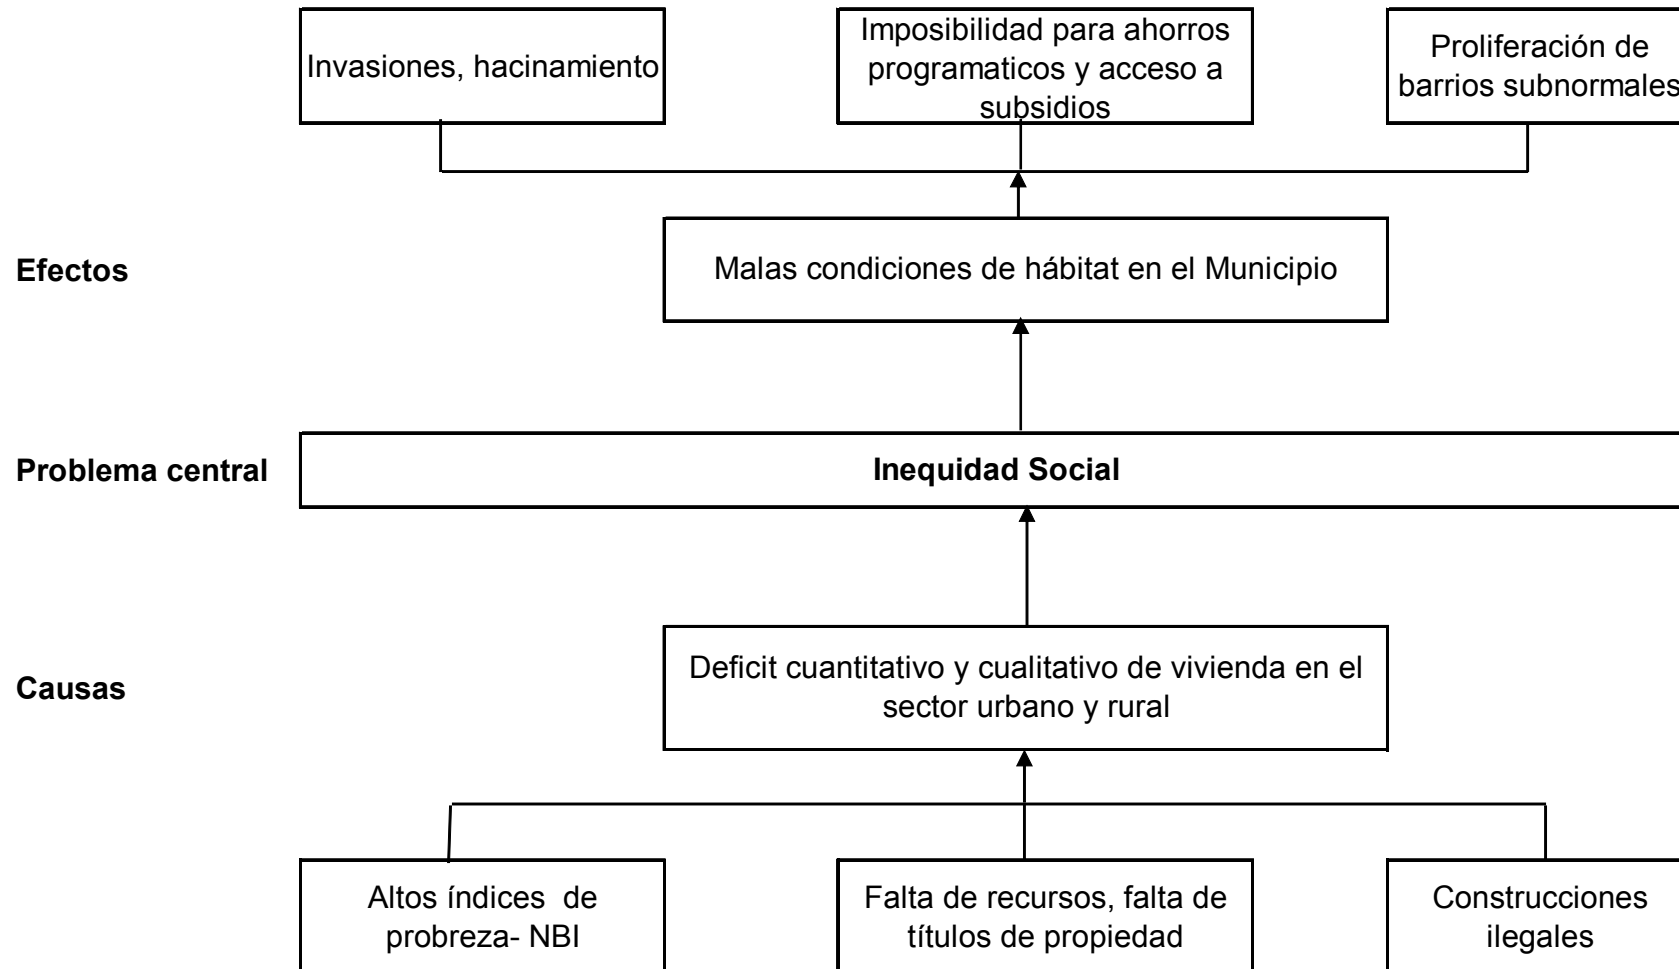 Invasiones, hacinamiento
Imposibilidad para ahorros
programaticos y acceso a
subsidios
Proliferación de
barrios subnormales
Efectos
Malas condiciones de hábitat en el Municipio
Problema central
Inequidad Social
Causas
Deficit cuantitativo y cualitativo de vivienda en el
sector urbano y rural
Altos índices  de
probreza- NBI
Falta de recursos, falta de
títulos de propiedad
Construcciones
ilegales